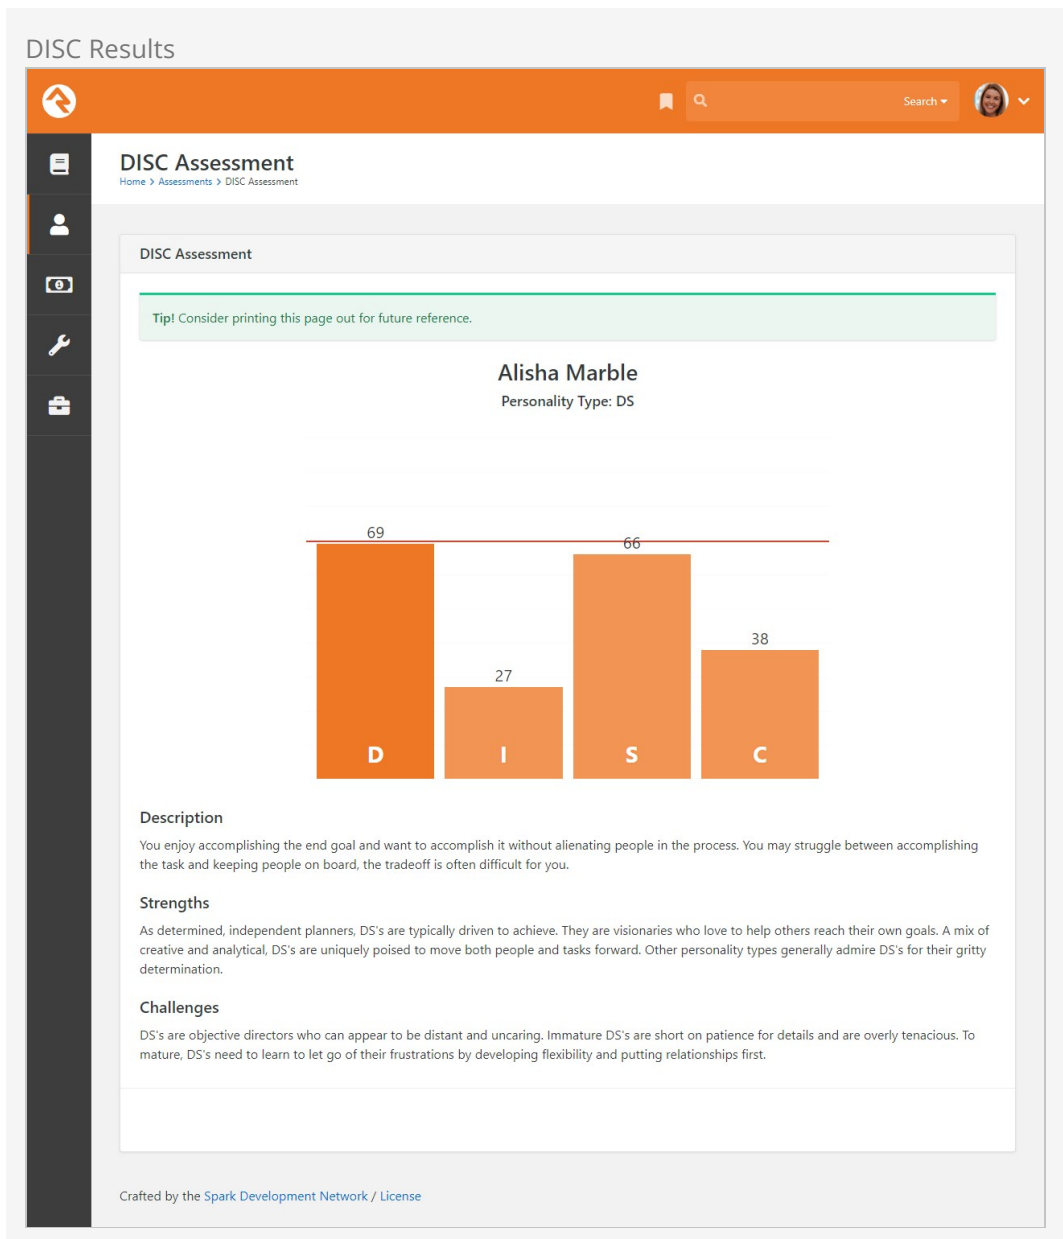 DISC Results
Search
DISC Assessment
Home > Assessments > DISC Assessment
DISC Assessment
Tip! Consider printing this page out for future reference.
Alisha Marble
Personality Type: DS
69
66
38
27
D I S C
Description
You enjoy accomplishing the end goal and want to accomplish it without alienating people in the process. You may struggle between accomplishing
the task and keeping people on board, the tradeoff is often difficult for you.
Strengths
As determined, independent planners, DS's are typically driven to achieve. They are visionaries who love to help others reach their own goals. A mix of
creative and analytical, DS's are uniquely poised to move both people and tasks forward. Other personality types generally admire DS's for their gritty
determination.
Challenges
DS's are objective directors who can appear to be distant and uncaring. Immature DS's are short on patience for details and are overly tenacious. To
mature, DS's need to learn to let go of their frustrations by developing flexibility and putting relationships first.
Crafted by the Spark Development Network / License